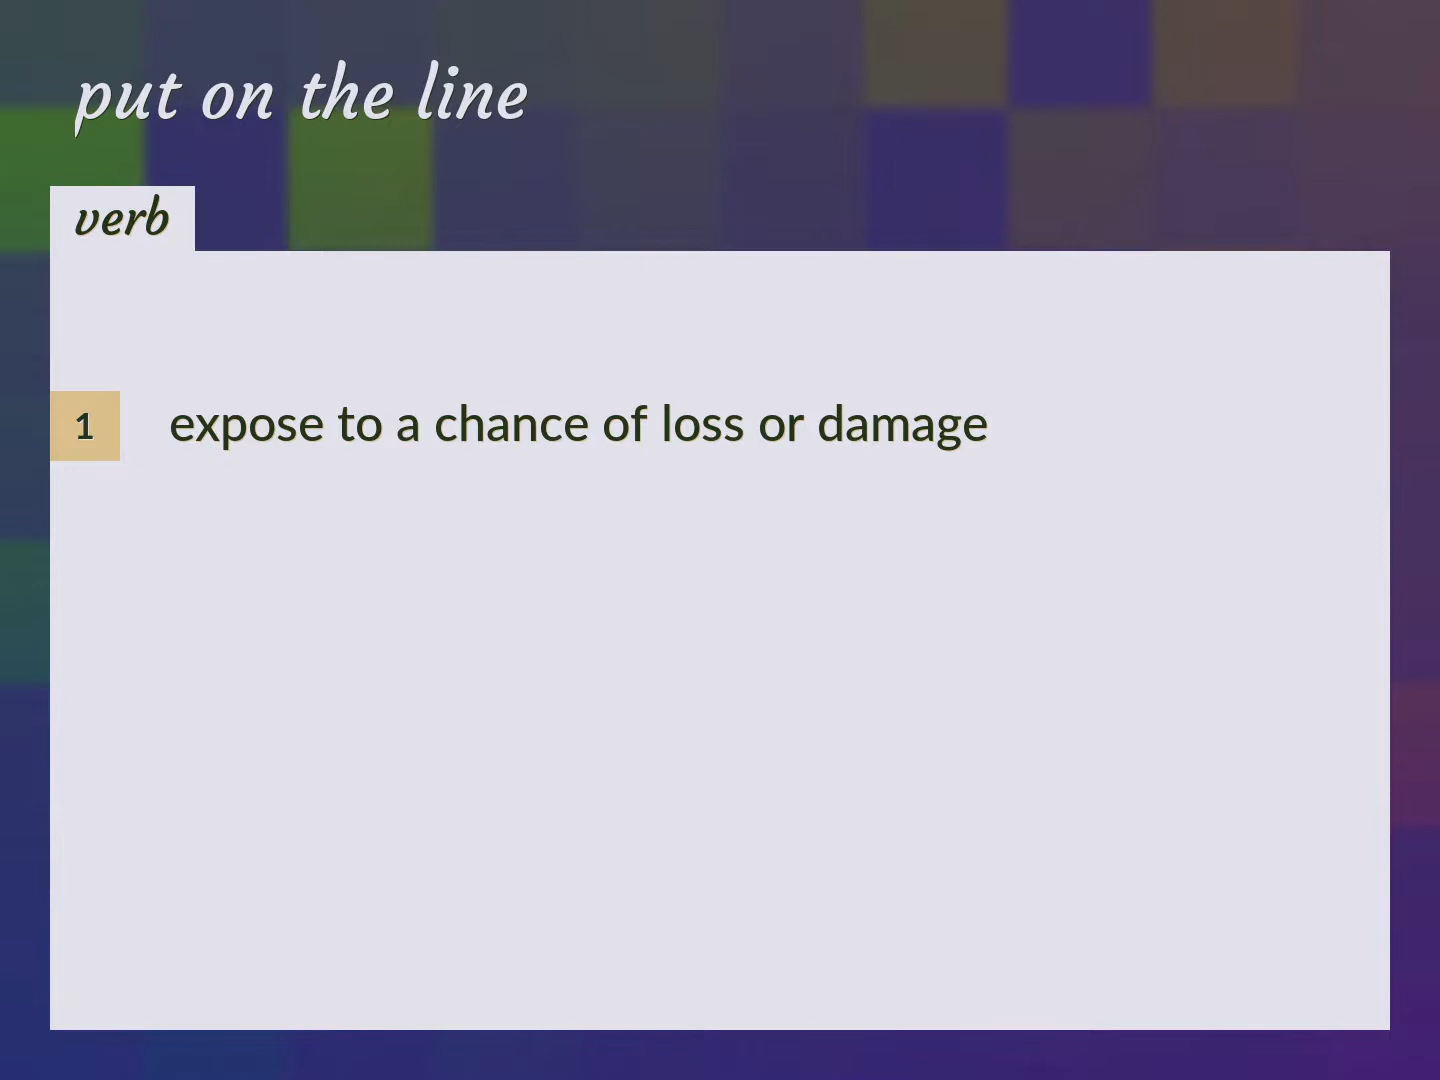 put on the line
verb
1
expose to a chance of loss or damage